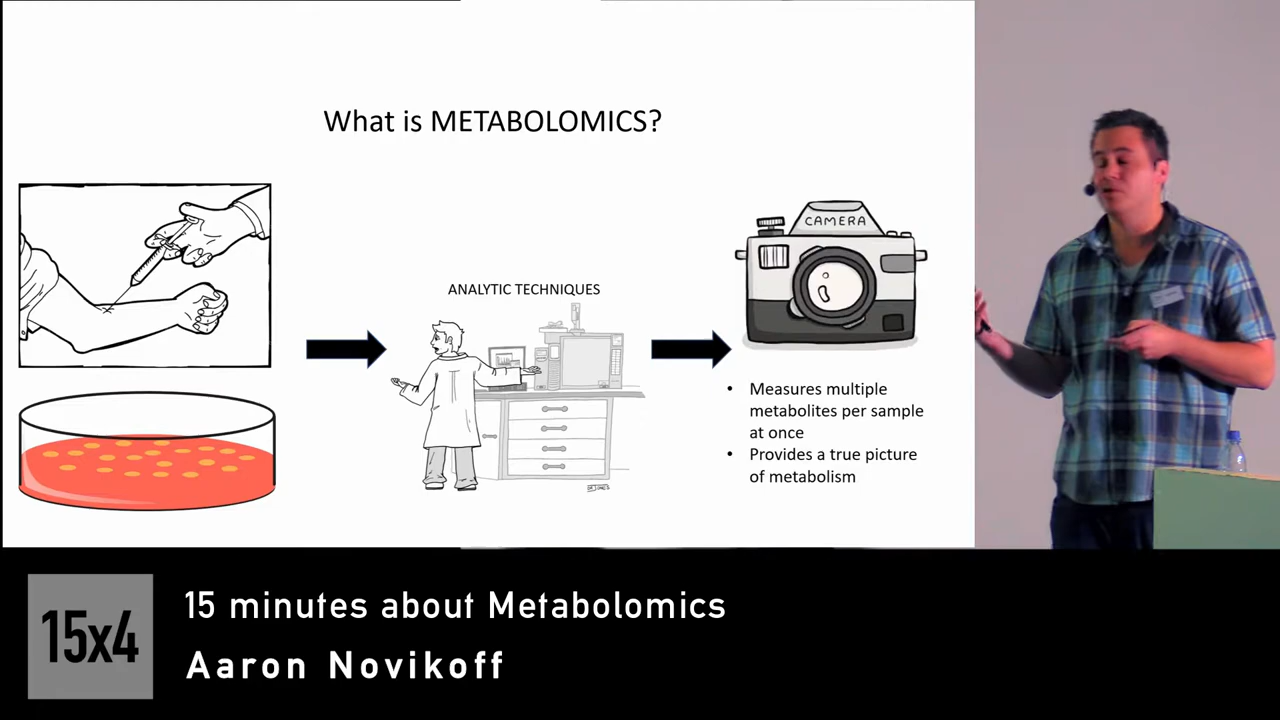 What is METABOLOMICS?
CAMERA
ANALYTIC TECHNIQUES
• Measures multiple
metabolites per sample
at once
• Provides a true picture
of metabolism
15x4
15 minutes about Metabolomics
Aaron Novikoff